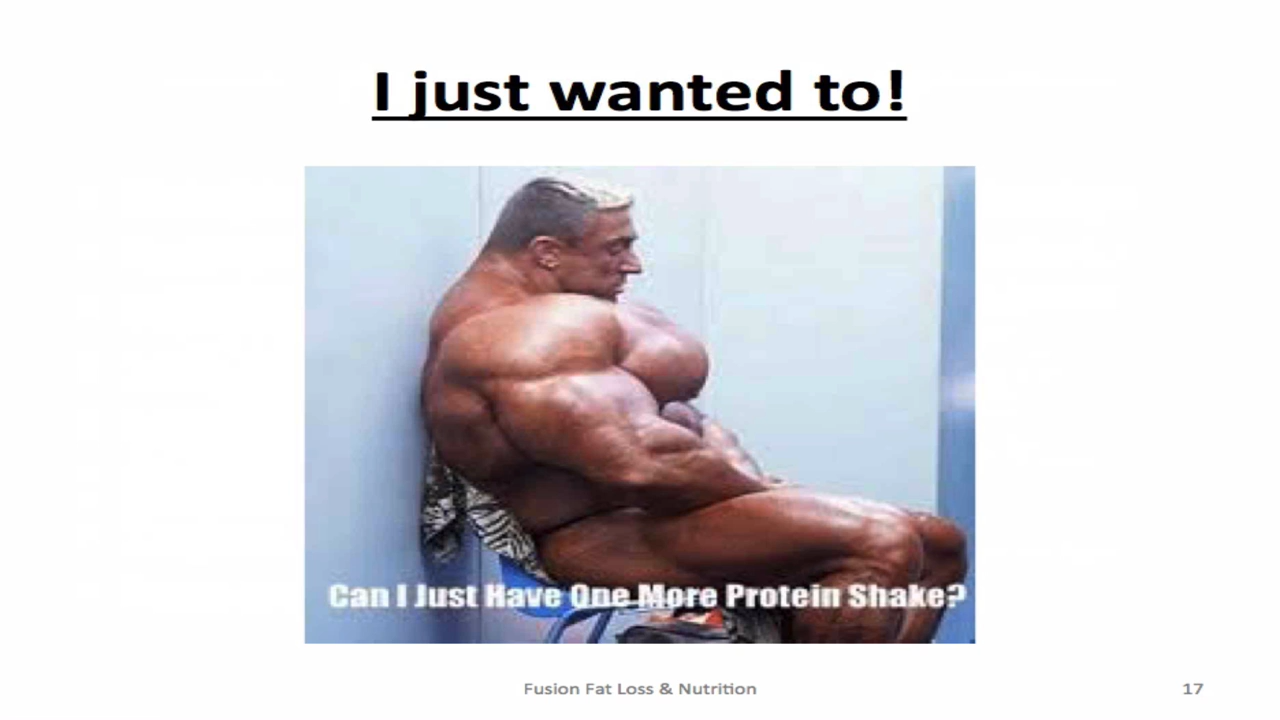 I just wanted to!
Can I Just Have One More Protein Shake?
Fusion Fat Loss & Nutrition
17